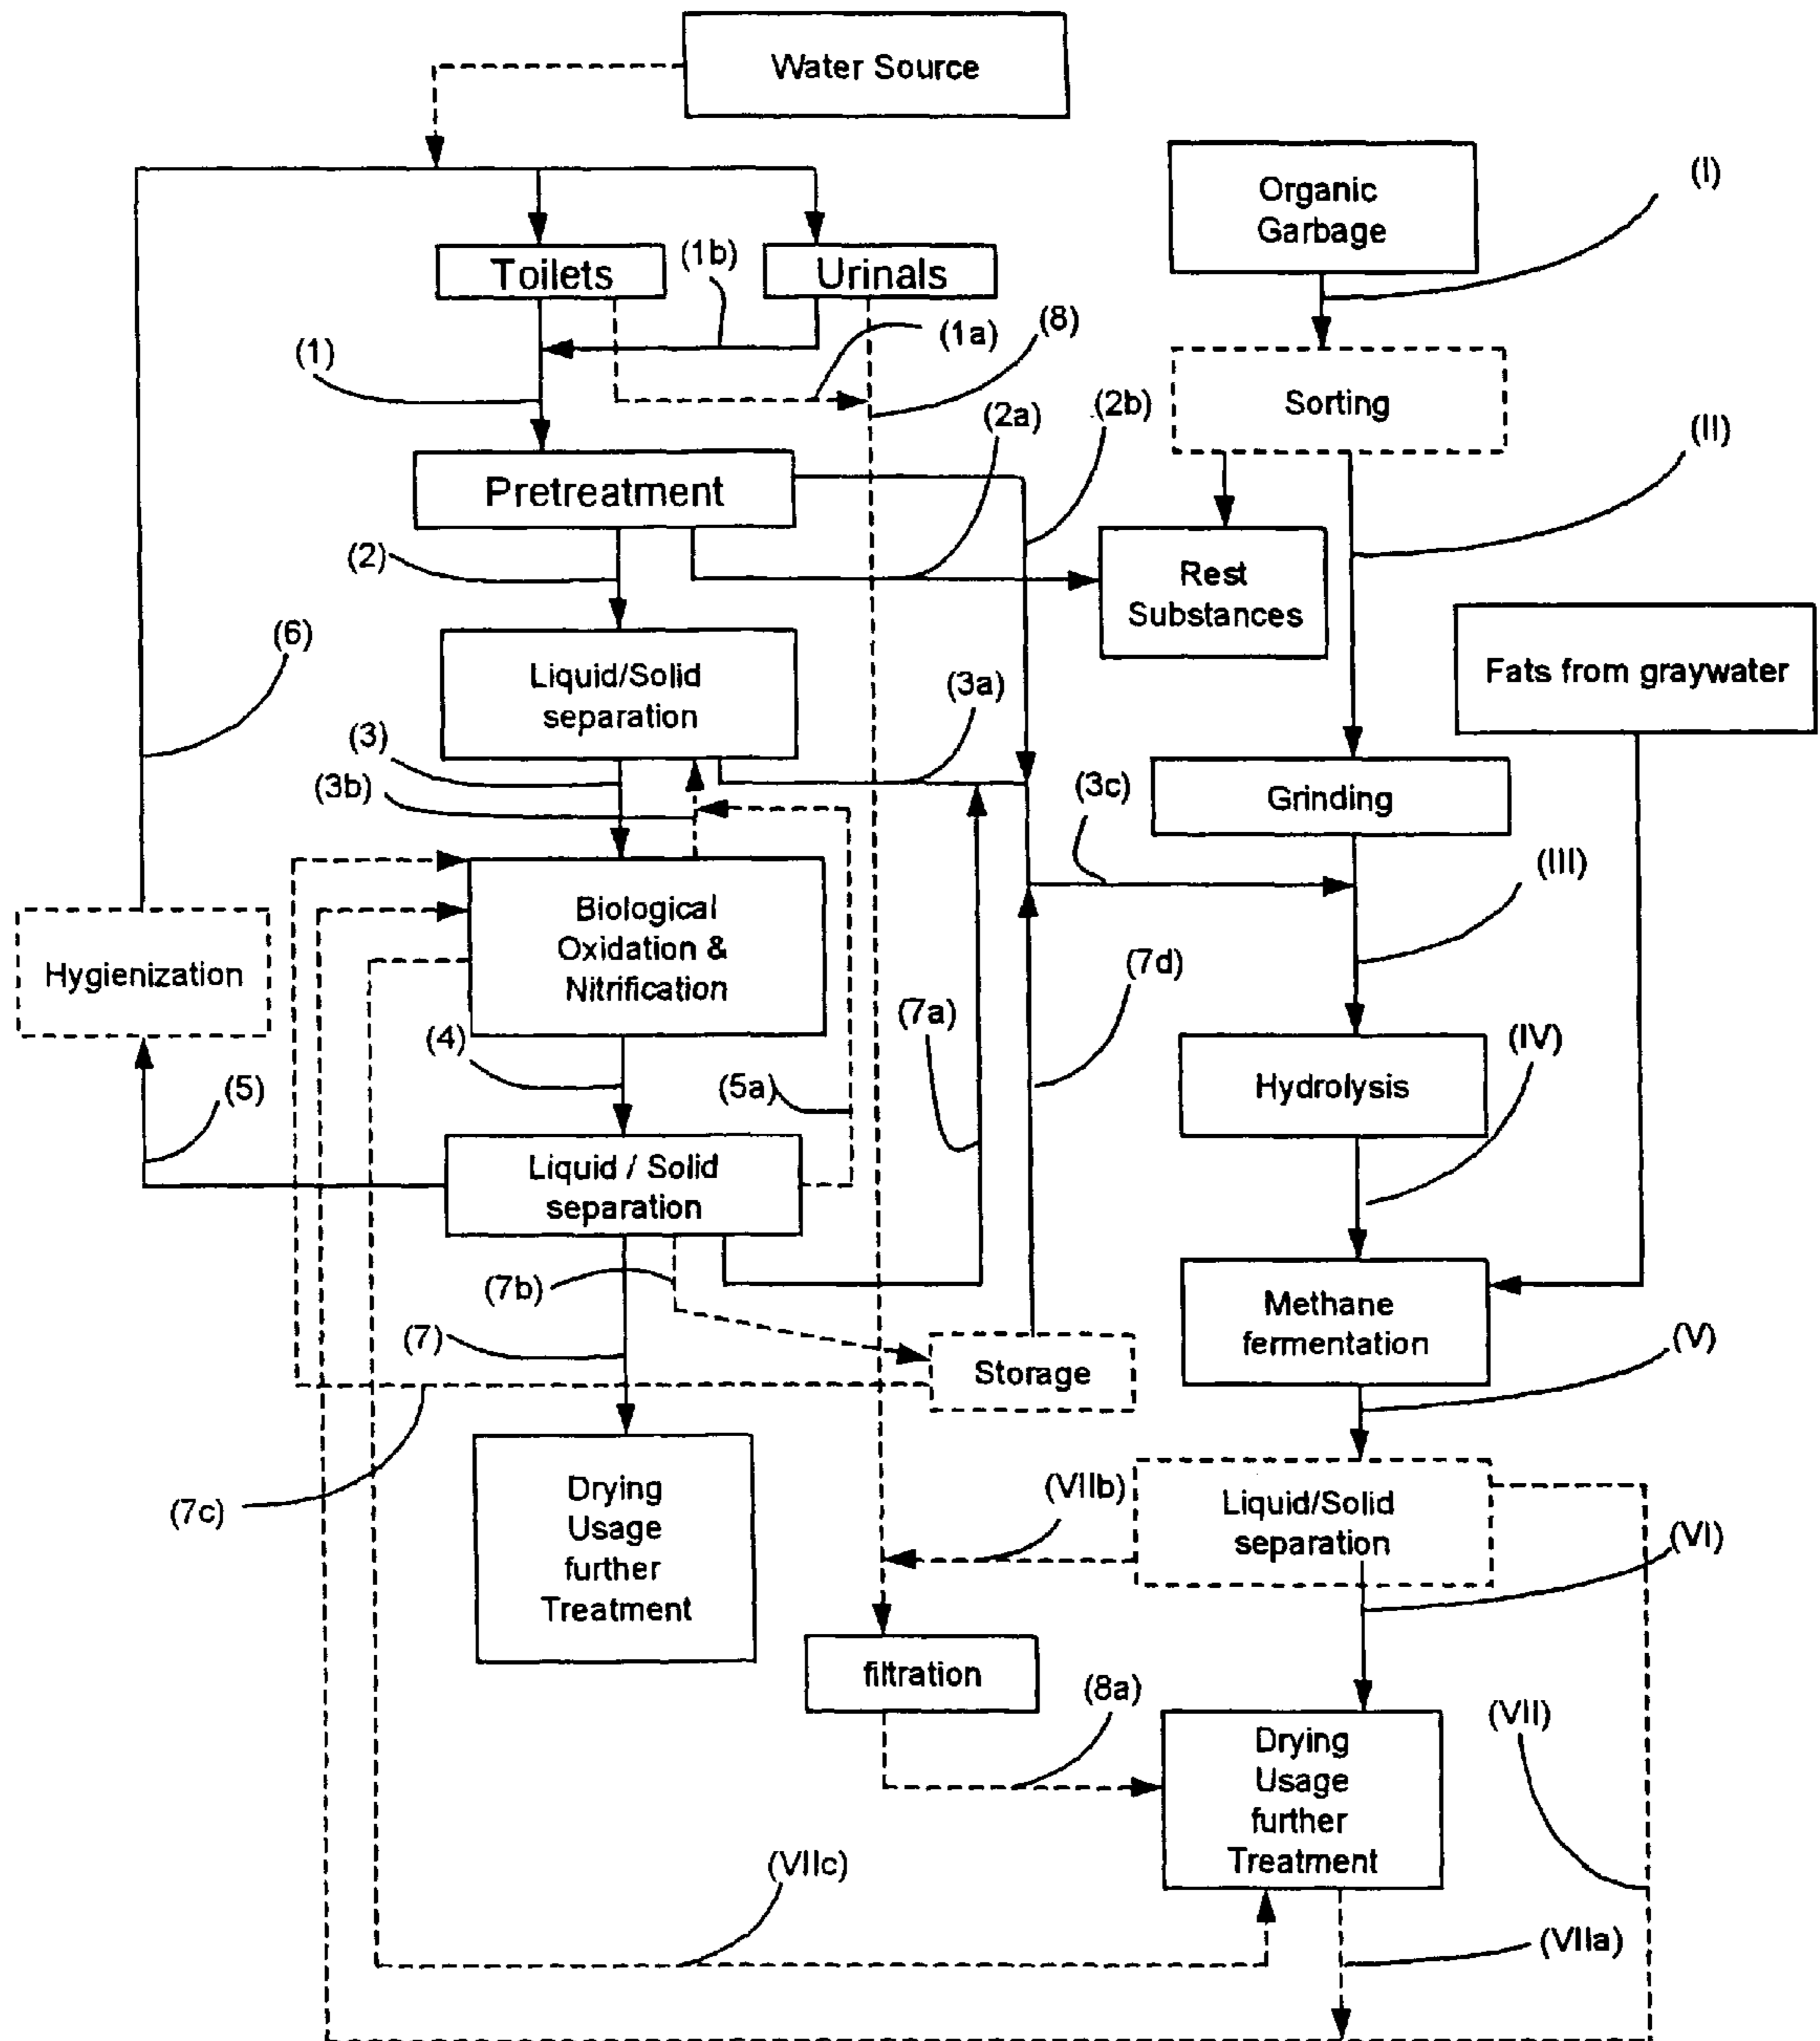 Water Source
Organic
Garbage
(I)
Toilets
(1b)
Urinals
(1)
(1a)
(8)
Sorting
(2a)
(2b)
(II)
Pretreatment
(2)
Rest
Substances
Fats from graywater
(6)
Liquid/Solid
separation
(3a)
(3)
(3b)
(3c)
Grinding
(III)
Biological
Oxidation &
Nitrification
Hygienization
(7d)
(7a)
(4)
(IV)
Hydrolysis
(5)
(5a)
Liquid / Solid
separation
(7b)
Methane
fermentation
(7)
(V)
Storage
(7c)
Drying
Usage
further
Treatment
(VIIb)
Liquid/Solid
separation
(VI)
filtration
(8a)
(VII)
Drying
Usage
further
Treatment
(VIIc)
(VIIa)